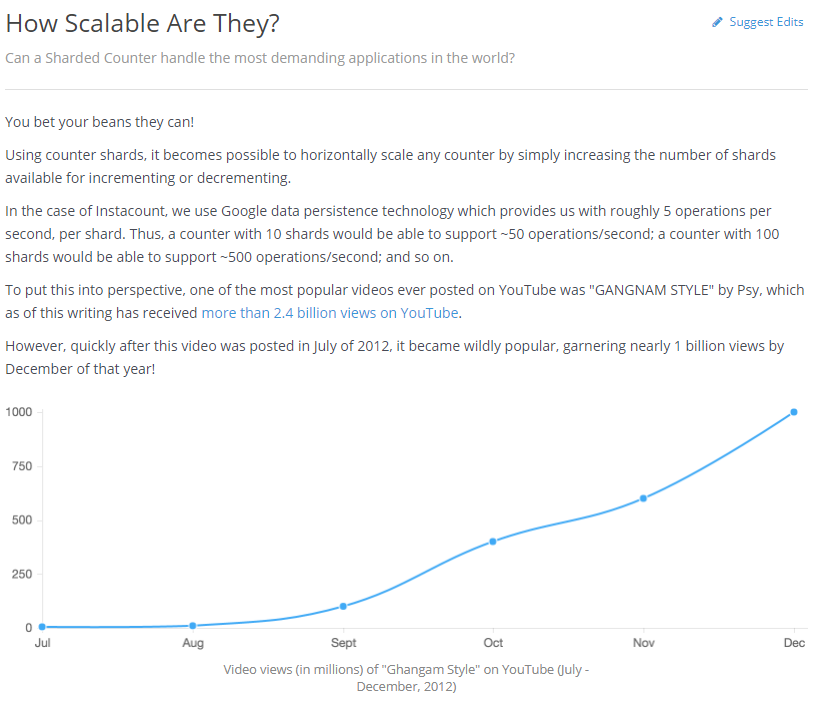 How Scalable Are They?
Suggest Edits
Can a Sharded Counter handle the most demanding applications in the world?
You bet your beans they can!
Using counter shards, it becomes possible to horizontally scale any counter by simply increasing the number of shards
available for incrementing or decrementing.
In the case of Instacount, we use Google data persistence technology which provides us with roughly 5 operations per
second, per shard. Thus, a counter with 10 shards would be able to support ~50 operations/second; a counter with 100
shards would be able to support ~500 operations/second; and so on.
To put this into perspective, one of the most popular videos ever posted on YouTube was "GANGNAM STYLE" by Psy, which
as of this writing has received more than 2.4 billion views on YouTube.
However, quickly after this video was posted in July of 2012, it became wildly popular, garnering nearly 1 billion views by
December of that year!
1000
750
500
250
0
Jul Aug Sept Oct Nov Dec
Video views (in millions) of "Ghangam Style" on YouTube (July -
December, 2012)